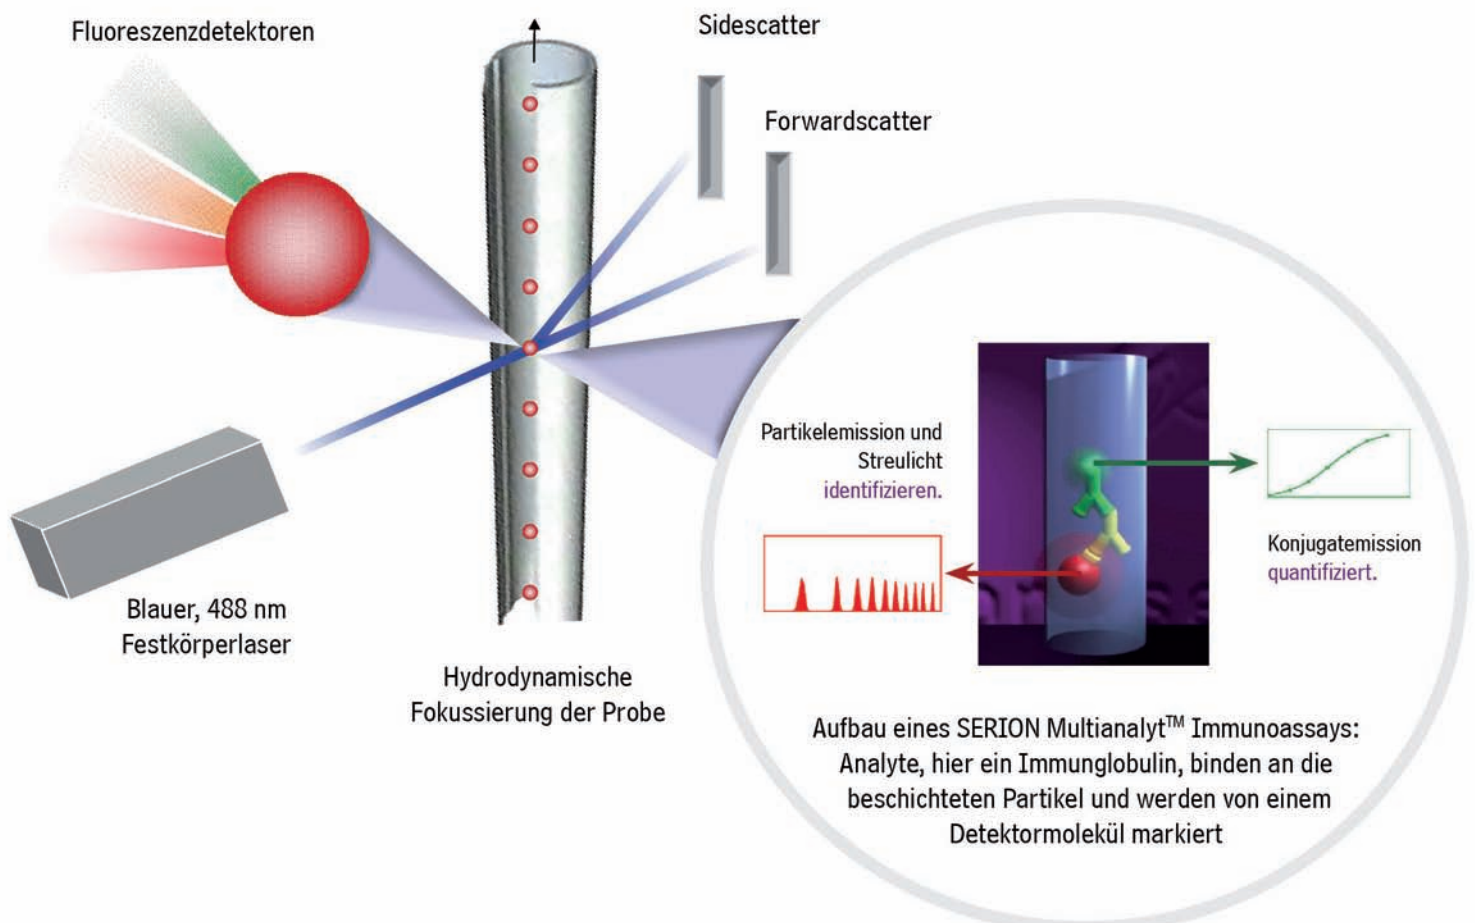 Fluoreszenzdetektoren
Sidescatter
Forwardscatter
Blauer, 488 nm
Festkörperlaser
Hydrodynamische
Fokussierung der Probe
Partikelemission und
Streulicht
identifizieren.
Konjugatemission
quantifiziert.
Aufbau eines SERION Multianalyt™ Immunoassays:
Analyte, hier ein Immunglobulin, binden an die
beschichteten Partikel und werden von einem
Detektormolekül markiert